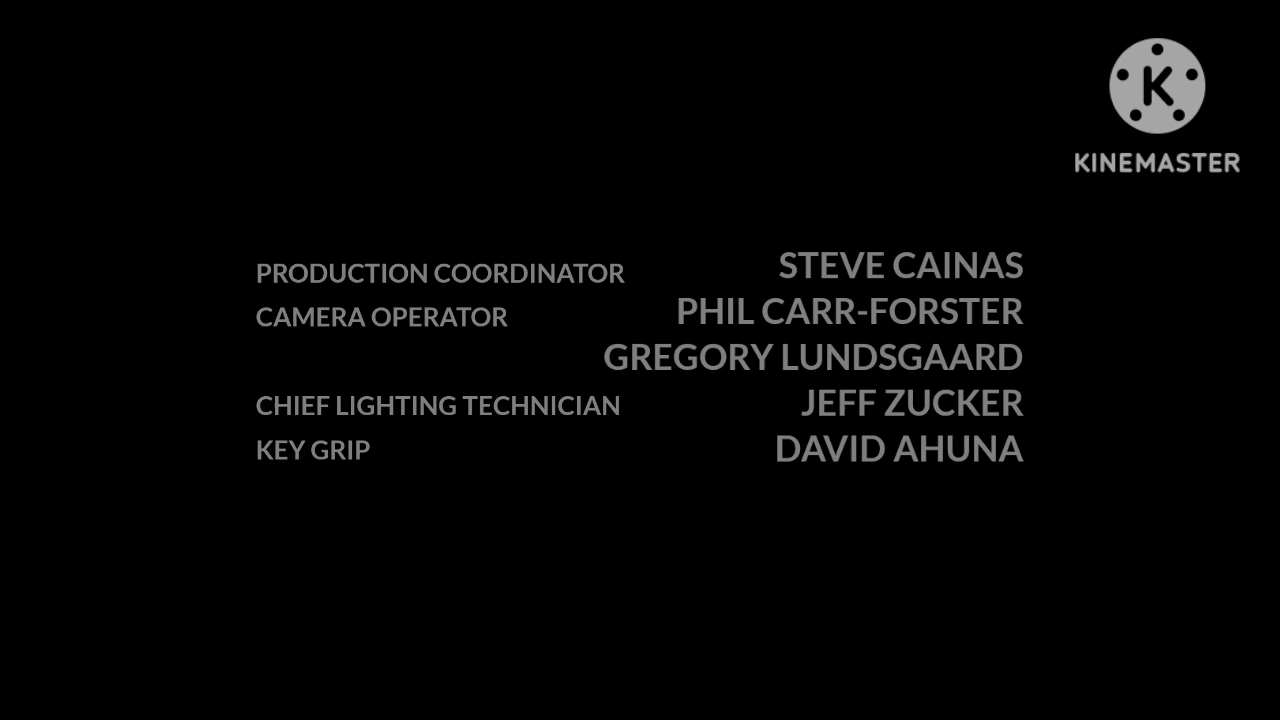 K
KINEMASTER
PRODUCTION COORDINATOR STEVE CAINAS
CAMERA OPERATOR PHIL CARR-FORSTER
GREGORY LUNDSGAARD
CHIEF LIGHTING TECHNICIAN JEFF ZUCKER
KEY GRIP DAVID AHUNA